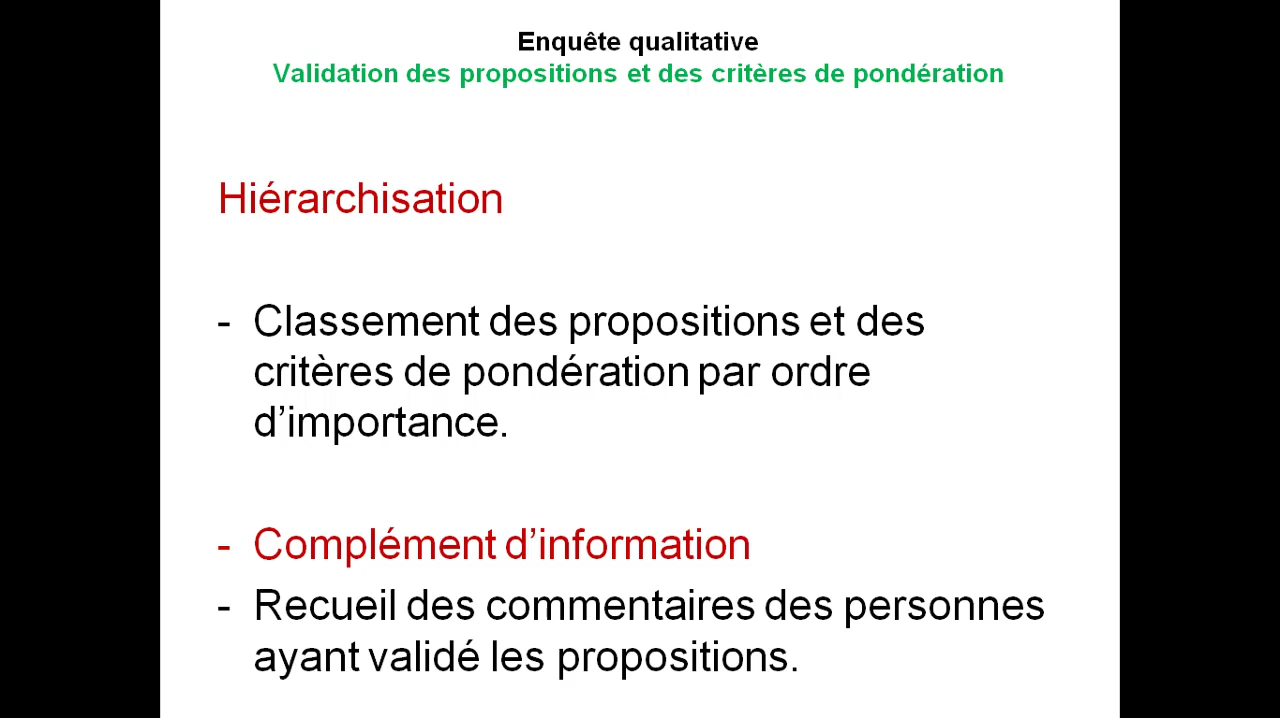 Enquête qualitative
Validation des propositions et des critères de pondération
Hiérarchisation
- Classement des propositions et des
critères de pondération par ordre
d’importance.
- Complément d’information
- Recueil des commentaires des personnes
ayant validé les propositions.